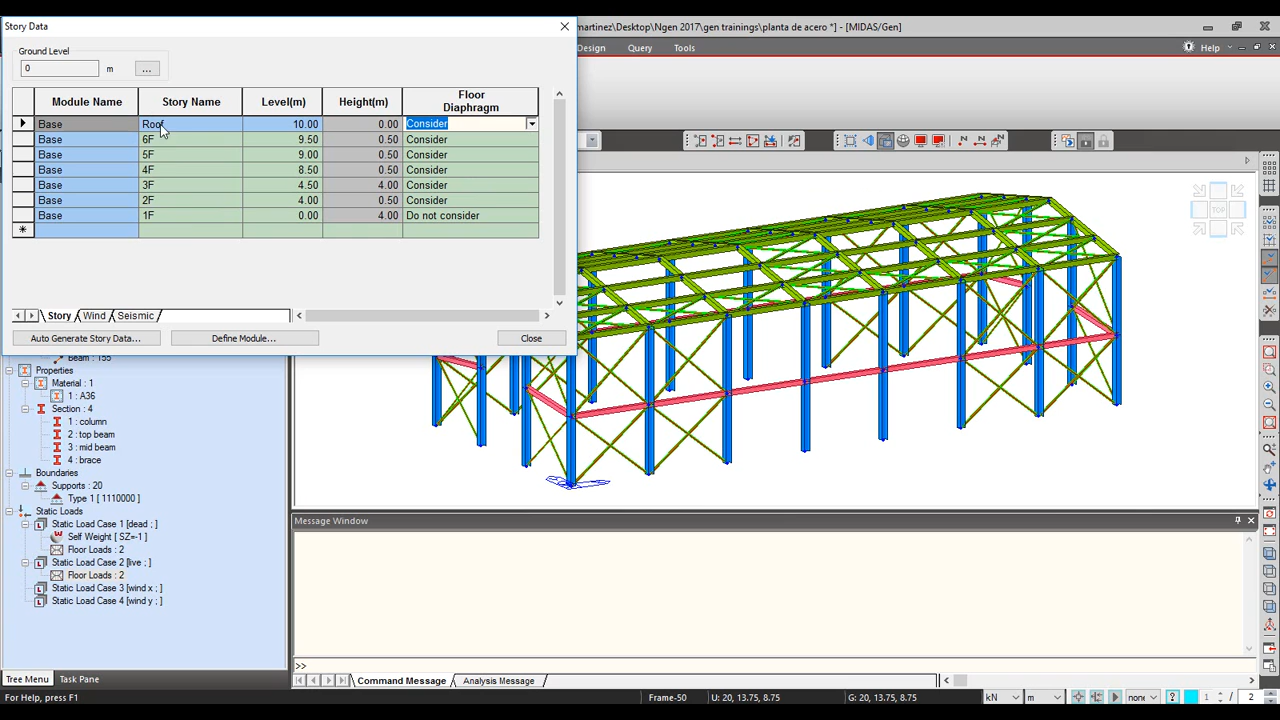 Story Data
martinez\Desktop\Ngen 2017\gen trainings\planta de acero *] - [MIDAS/Gen]
Design Query Tools Help
Ground Level
0 m ...
Module Name Story Name Level(m) Height(m) Floor Diaphragm
Base Roof 10.00 0.00 Consider
Base 6F 9.50 0.50 Consider
Base 5F 9.00 0.50 Consider
Base 4F 8.50 0.50 Consider
Base 3F 4.50 4.00 Consider
Base 2F 4.00 0.50 Consider
Base 1F 0.00 4.00 Do not consider
Story Wind Seismic
Auto Generate Story Data... Define Module... Close
TOP
Beam : 155
Properties
Material : 1
1 : A36
Section : 4
1 : column
2 : top beam
3 : mid beam
4 : brace
Boundaries
Supports : 20
Type 1 [ 1110000 ]
Static Loads
Static Load Case 1 [dead ; ]
Self Weight [ SZ=-1 ]
Floor Loads : 2
Static Load Case 2 [live ; ]
Floor Loads : 2
Static Load Case 3 [wind x ; ]
Static Load Case 4 [wind y ; ]
Message Window
>>
Tree Menu Task Pane
Command Message Analysis Message
For Help, press F1
Frame-50 U: 20, 13.75, 8.75 G: 20, 13.75, 8.75 kN m none 1 / 2